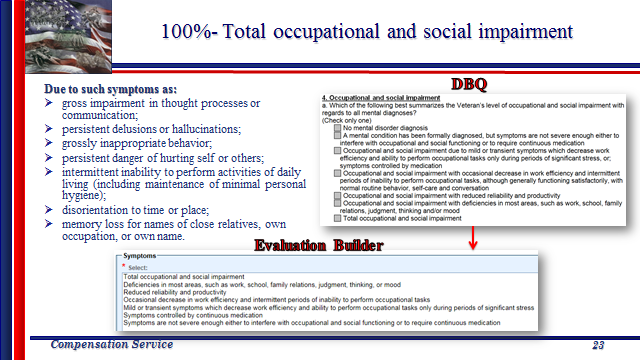 100%- Total occupational and social impairment
Due to such symptoms as:
gross impairment in thought processes or
communication;
persistent delusions or hallucinations;
grossly inappropriate behavior;
persistent danger of hurting self or others;
intermittent inability to perform activities of daily
living (including maintenance of minimal personal
hygiene);
disorientation to time or place;
memory loss for names of close relatives, own
occupation, or own name.
DBQ
4. Occupational and social impairment
a. Which of the following best summarizes the Veteran's level of occupational and social impairment with
regards to all mental diagnoses?
(Check only one)
No mental disorder diagnosis
A mental condition has been formally diagnosed, but symptoms are not severe enough either to
interfere with occupational and social functioning or to require continuous medication
Occupational and social impairment due to mild or transient symptoms which decrease work
efficiency and ability to perform occupational tasks only during periods of significant stress, or;
symptoms controlled by medication
Occupational and social impairment with occasional decrease in work efficiency and intermittent
periods of inability to perform occupational tasks, although generally functioning satisfactorily, with
normal routine behavior, self-care and conversation
Occupational and social impairment with reduced reliability and productivity
Occupational and social impairment with deficiencies in most areas, such as work, school, family
relations, judgment, thinking and/or mood
Total occupational and social impairment
Evaluation Builder
Symptoms
* Select:
Total occupational and social impairment
Deficiencies in most areas, such as work, school, family relations, judgment, thinking, or mood
Reduced reliability and productivity
Occasional decrease in work efficiency and intermittent periods of inability to perform occupational tasks
Mild or transient symptoms which decrease work efficiency and ability to perform occupational tasks only during periods of significant stress
Symptoms controlled by continuous medication
Symptoms are not severe enough either to interfere with occupational and social functioning or to require continuous medication
Compensation Service
23